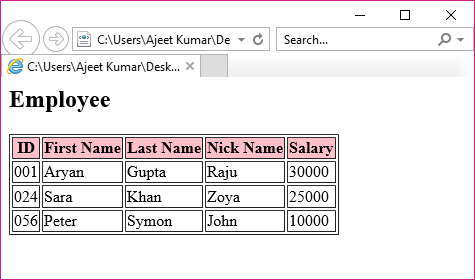 C:\Users\Ajeet Kumar\De
Search...
C:\Users\Ajeet Kumar\Desk...
Employee
ID First Name Last Name Nick Name Salary
001 Aryan Gupta Raju 30000
024 Sara Khan Zoya 25000
056 Peter Symon John 10000